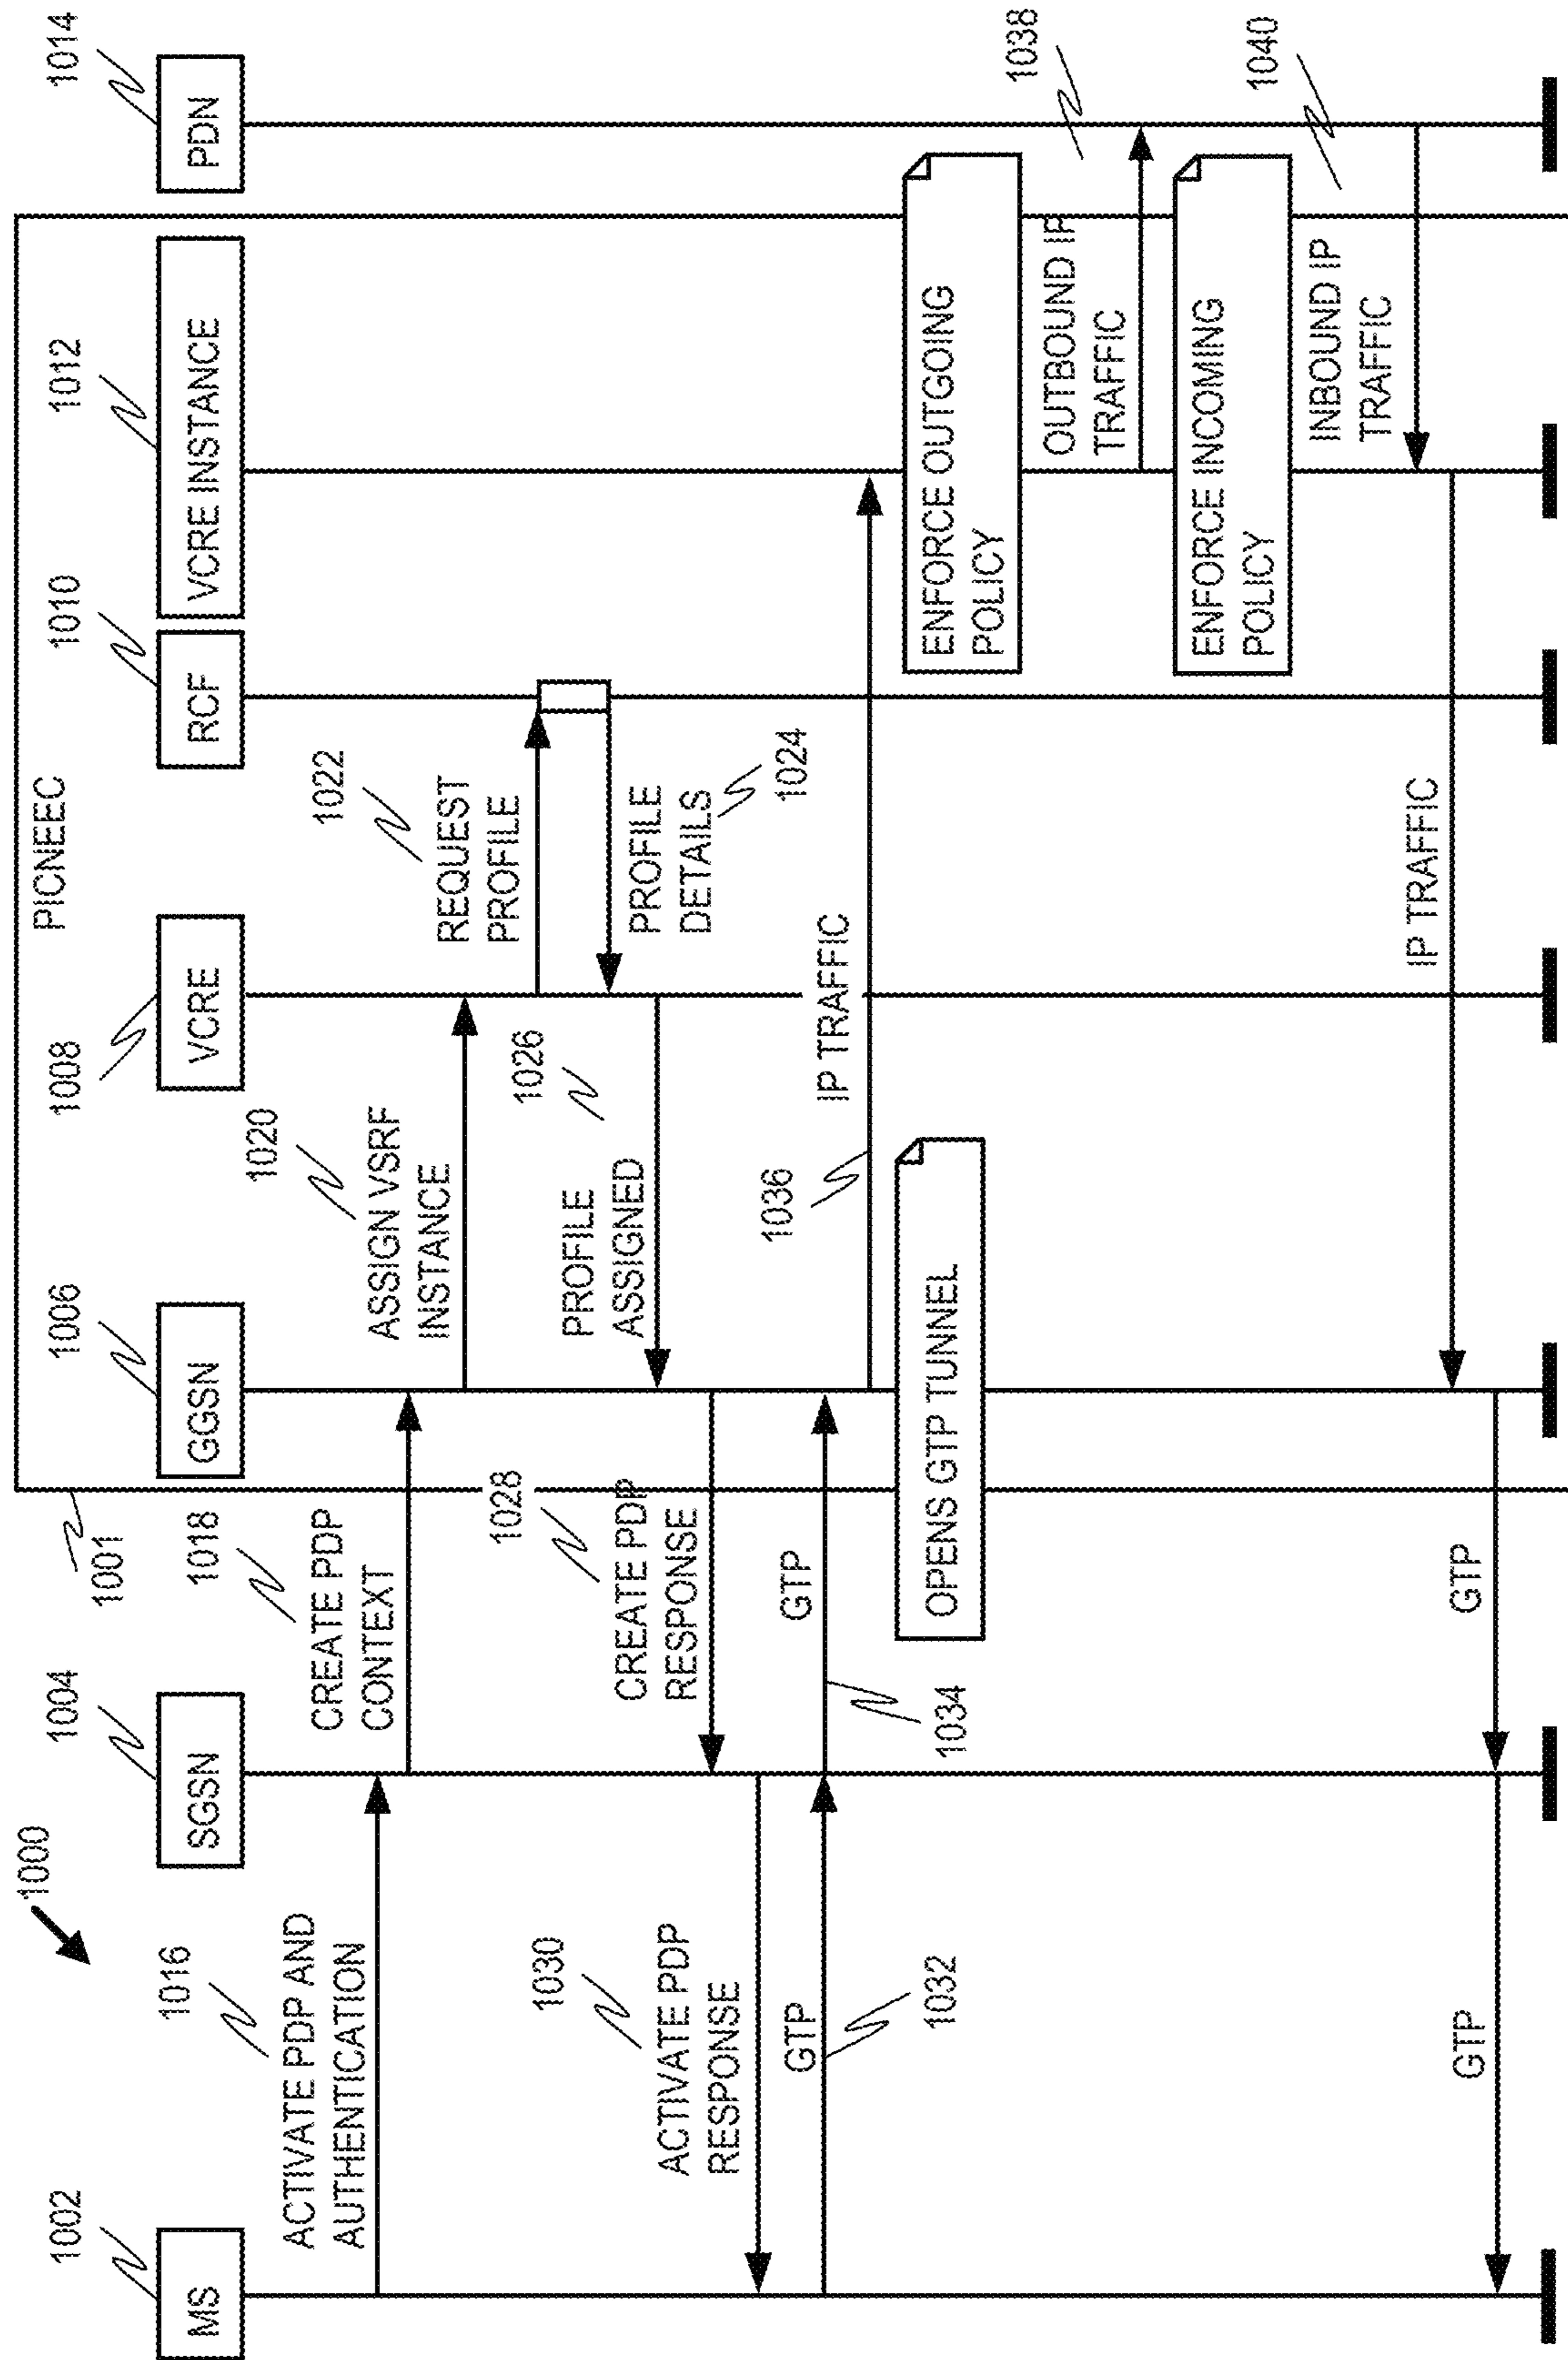 1000
PICNEEC
1001
1002
MS
1004
SGSN
1006
GGSN
1008
VCRE
1010
RCF
1012
VCRE INSTANCE
1014
PDN
1016
ACTIVATE PDP AND
AUTHENTICATION
1018
CREATE PDP
CONTEXT
1020
ASSIGN VSRF
INSTANCE
1022
REQUEST
PROFILE
PROFILE
DETAILS
1024
1026
PROFILE
ASSIGNED
1028
CREATE PDP
RESPONSE
1030
ACTIVATE PDP
RESPONSE
GTP
1032
GTP
1034
IP TRAFFIC
1036
OPENS GTP TUNNEL
ENFORCE OUTGOING
POLICY
1038
OUTBOUND IP
TRAFFIC
ENFORCE INCOMING
POLICY
1040
INBOUND IP
TRAFFIC
IP TRAFFIC
GTP
GTP